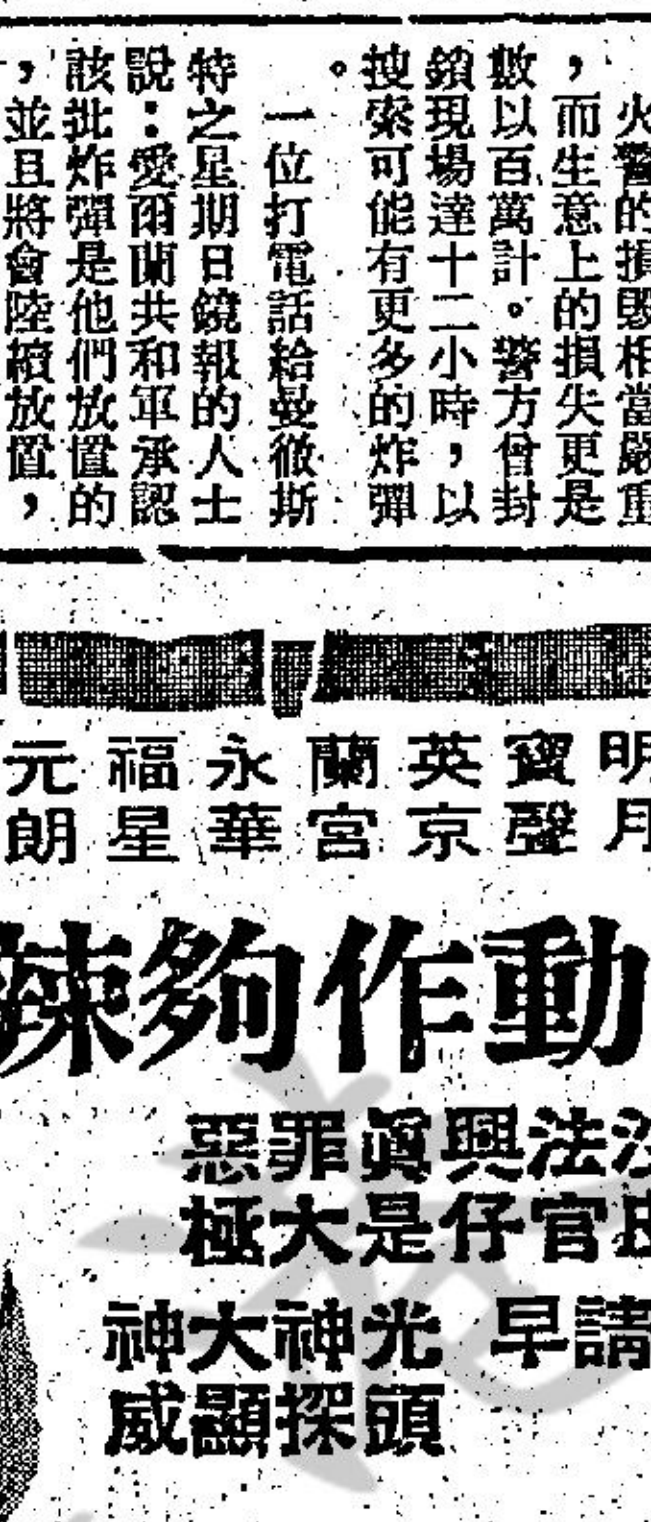 火警的損毀相當嚴重
，而生意上的損失更是
數以百萬計。警方曾封
鎖現場達十二小時，以
搜索可能有更多的炸彈
。
一位打電話給曼徹斯
特之星期日鏡報的人士
說：愛爾蘭共和軍承認
該批炸彈是他們放置的
，並且將會陸續放置，
明月
寶聲
英京
蘭宮
永華
福星
元朗
動作夠辣
法興眞罪惡
官仔是大極
請早
光神大神
頭探顯威